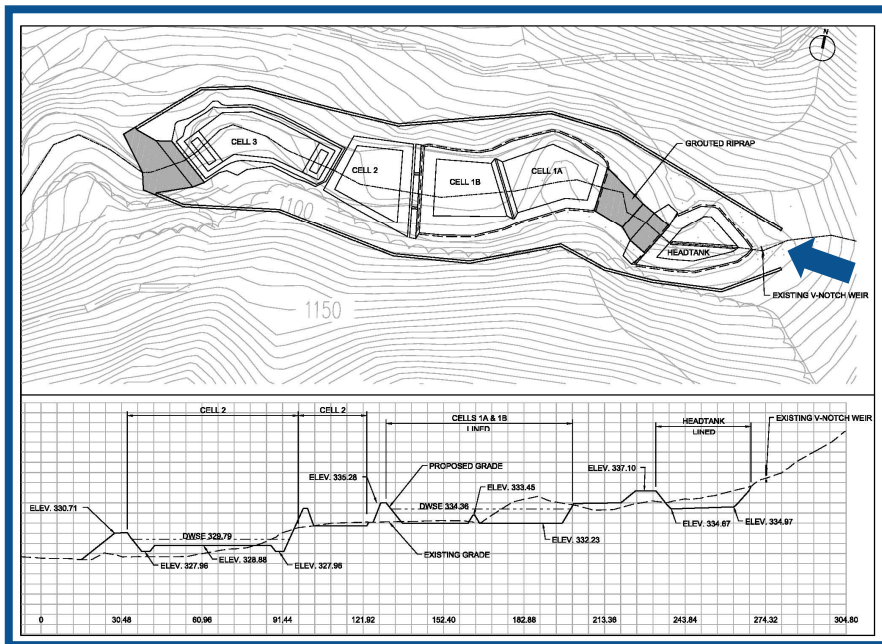 N
GROUTED RIPRAP
CELL 3
CELL 2
CELL 1B
CELL 1A
1100
HEADTANK
EXISTING V-NOTCH WEIR
1150
CELL 2
CELL 2
CELLS 1A & 1B
LINED
HEADTANK
LINED
EXISTING V-NOTCH WEIR
ELEV. 335.28
PROPOSED GRADE
ELEV. 337.10
ELEV. 333.45
ELEV. 330.71
DWSE 334.36
DWSE 329.79
ELEV. 334.67
ELEV. 334.97
ELEV. 327.96
ELEV. 328.88
ELEV. 327.96
EXISTING GRADE
ELEV. 332.23
0
30.48
60.96
91.44
121.92
152.40
182.88
213.36
243.84
274.32
304.80